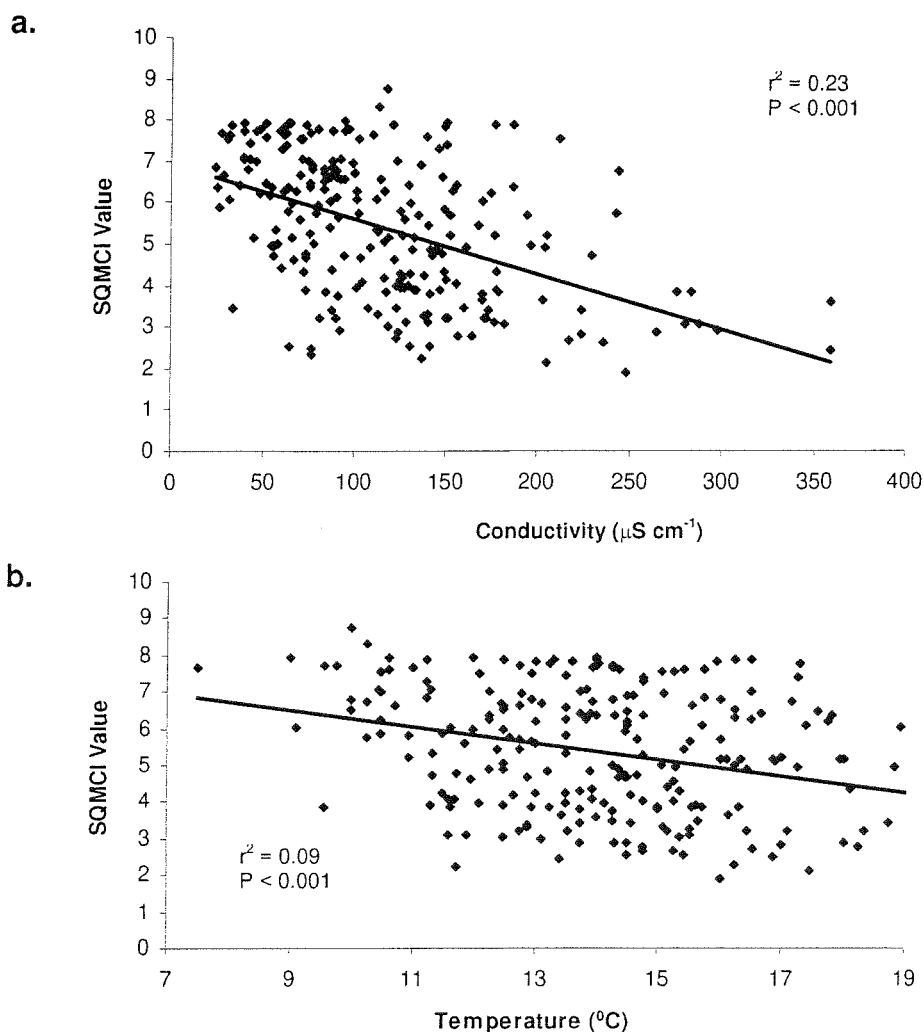 a.
10
9
8
7
6
5
4
3
2
1
0
SQMCI Value
r² = 0.23
P < 0.001
0 50 100 150 200 250 300 350 400
Conductivity (μS cm⁻¹)
b.
10
9
8
7
6
5
4
3
2
1
0
SQMCI Value
r² = 0.09
P < 0.001
7 9 11 13 15 17 19
Temperature (⁰C)